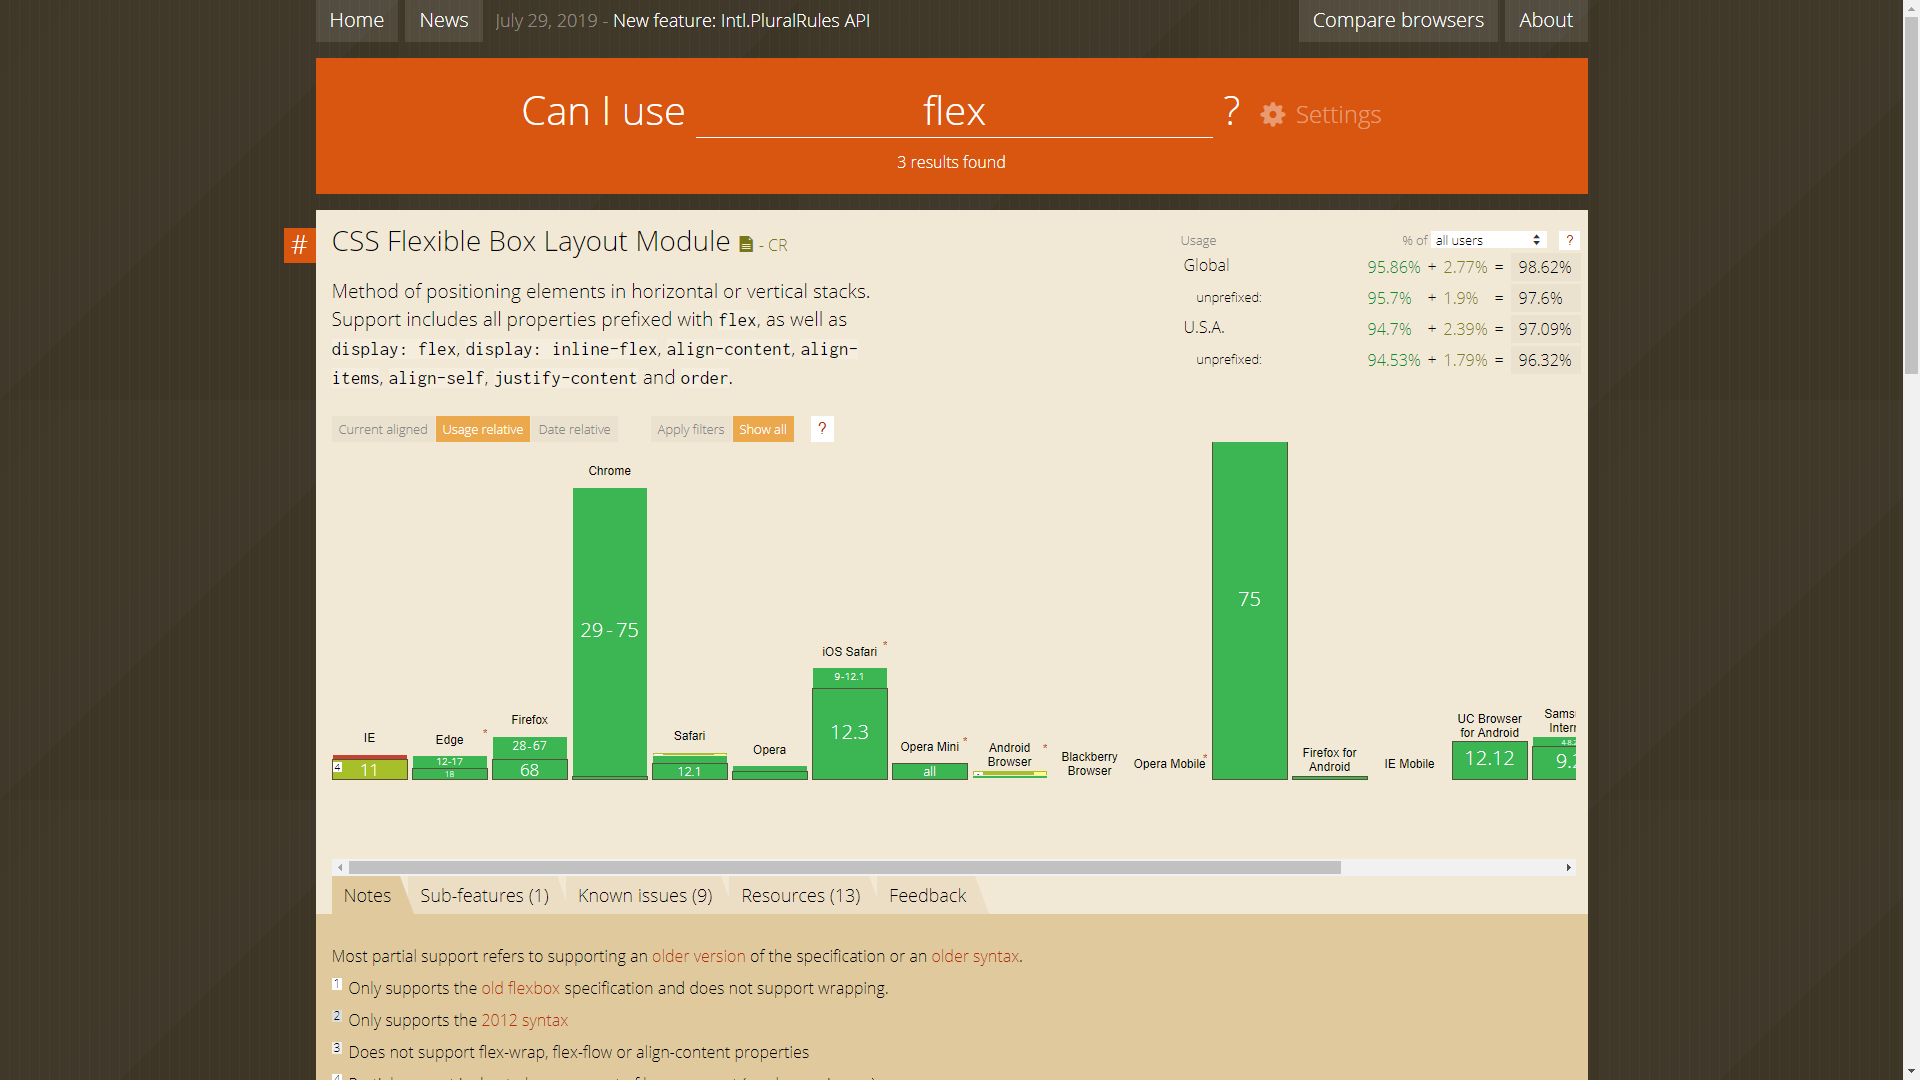 Home News July 29, 2019 - New feature: Intl.PluralRules API Compare browsers About
Can I use flex ? Settings
3 results found
# CSS Flexible Box Layout Module - CR
Method of positioning elements in horizontal or vertical stacks.
Support includes all properties prefixed with flex, as well as
display: flex, display: inline-flex, align-content, align-
items, align-self, justify-content and order.
Usage % of all users ?
Global 95.86% + 2.77% = 98.62%
unprefixed: 95.7% + 1.9% = 97.6%
U.S.A. 94.7% + 2.39% = 97.09%
unprefixed: 94.53% + 1.79% = 96.32%
Current aligned Usage relative Date relative Apply filters Show all ?
IE
4 11
Edge *
12-17
18
Firefox
28-67
68
Chrome
29-75
Safari
12.1
Opera
iOS Safari *
9-12.1
12.3
Opera Mini *
all
Android *
Browser
Blackberry
Browser
Opera Mobile *
75
Firefox for
Android
IE Mobile
UC Browser
for Android
12.12
Notes Sub-features (1) Known issues (9) Resources (13) Feedback
Most partial support refers to supporting an older version of the specification or an older syntax.
1 Only supports the old flexbox specification and does not support wrapping.
2 Only supports the 2012 syntax
3 Does not support flex-wrap, flex-flow or align-content properties